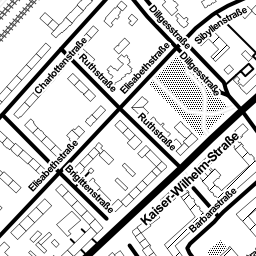 Dilligesstraße
Sibyllenstraße
Charlottenstraße
Ruthstraße
Elisabethstraße
Dilligesstraße
Ruthstraße
Elisabethstraße
Brigittenstraße
Kaiser-Wilhelm-Straße
Barbarastraße